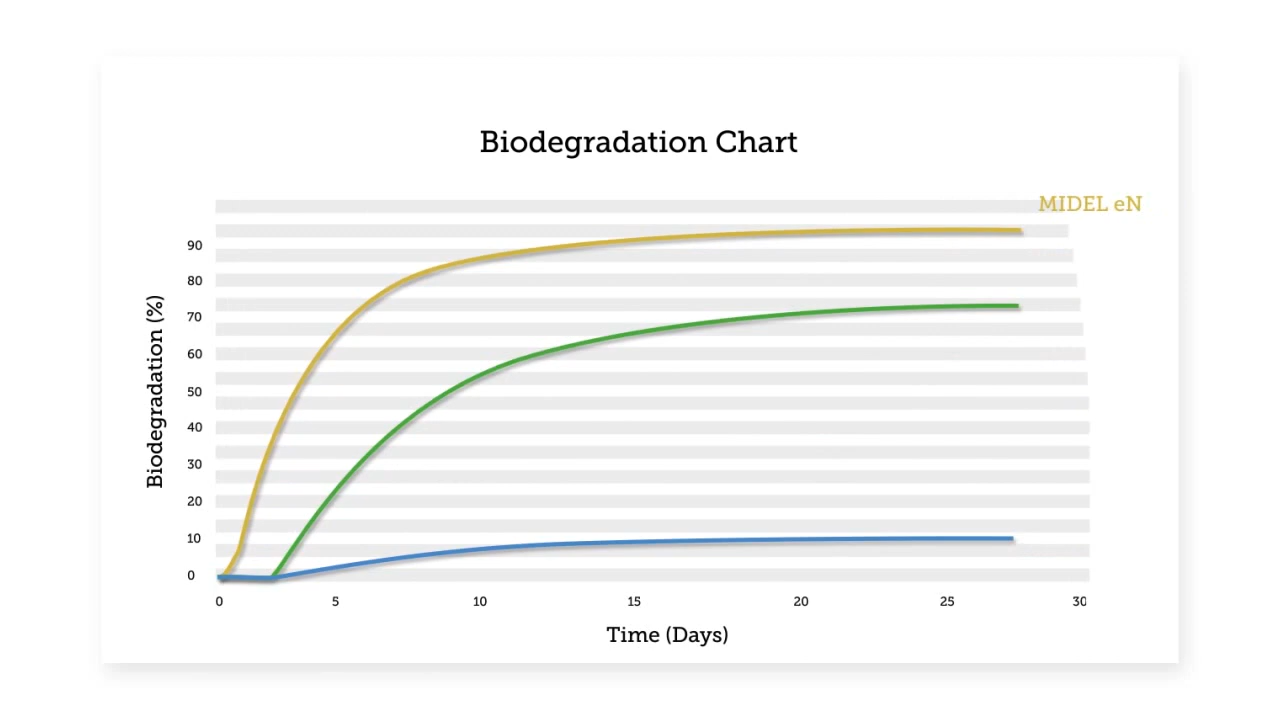 Biodegradation Chart
MIDEL eN
90
80
70
60
50
40
30
20
10
0
Biodegradation (%)
0 5 10 15 20 25 30
Time (Days)